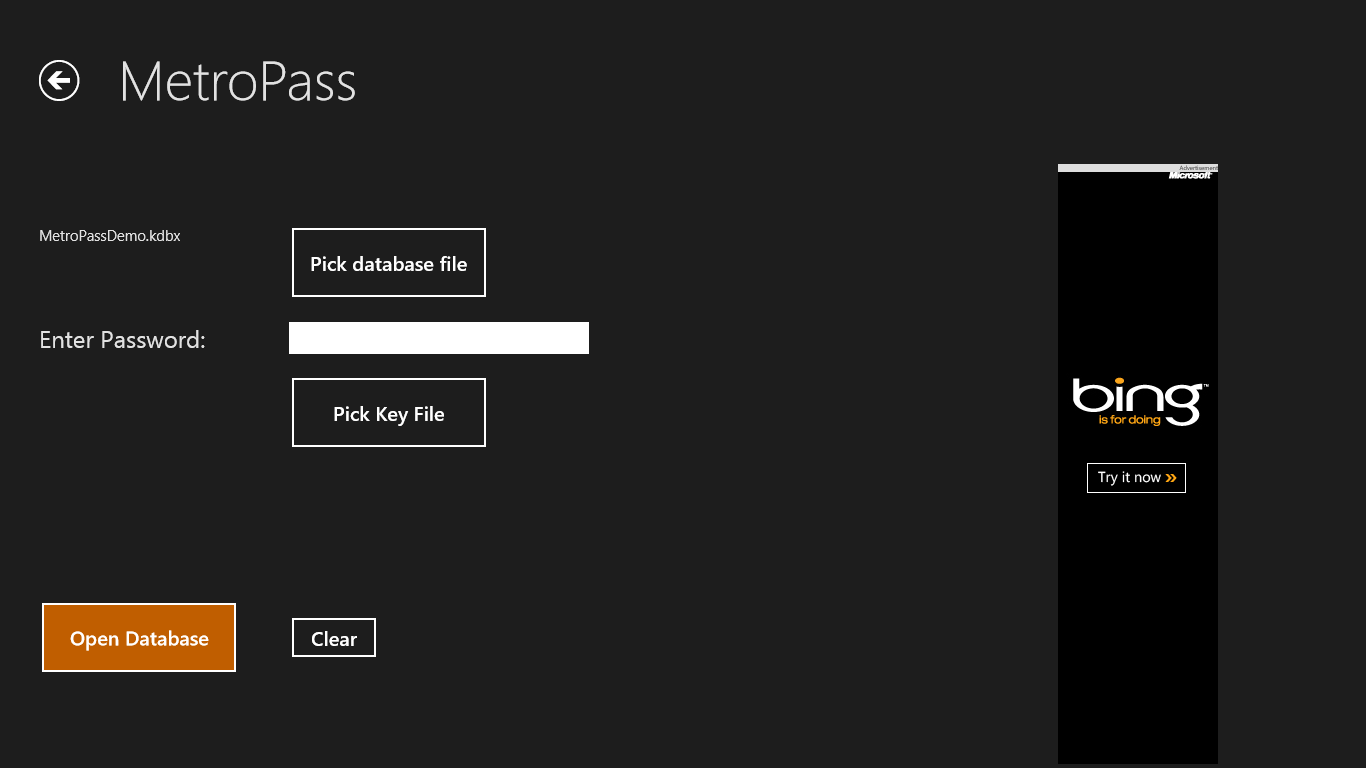 MetroPass
Advertisement
Microsoft
MetroPassDemo.kdbx
Pick database file
Enter Password:
Pick Key File
bing™
is for doing
Try it now »
Open Database
Clear